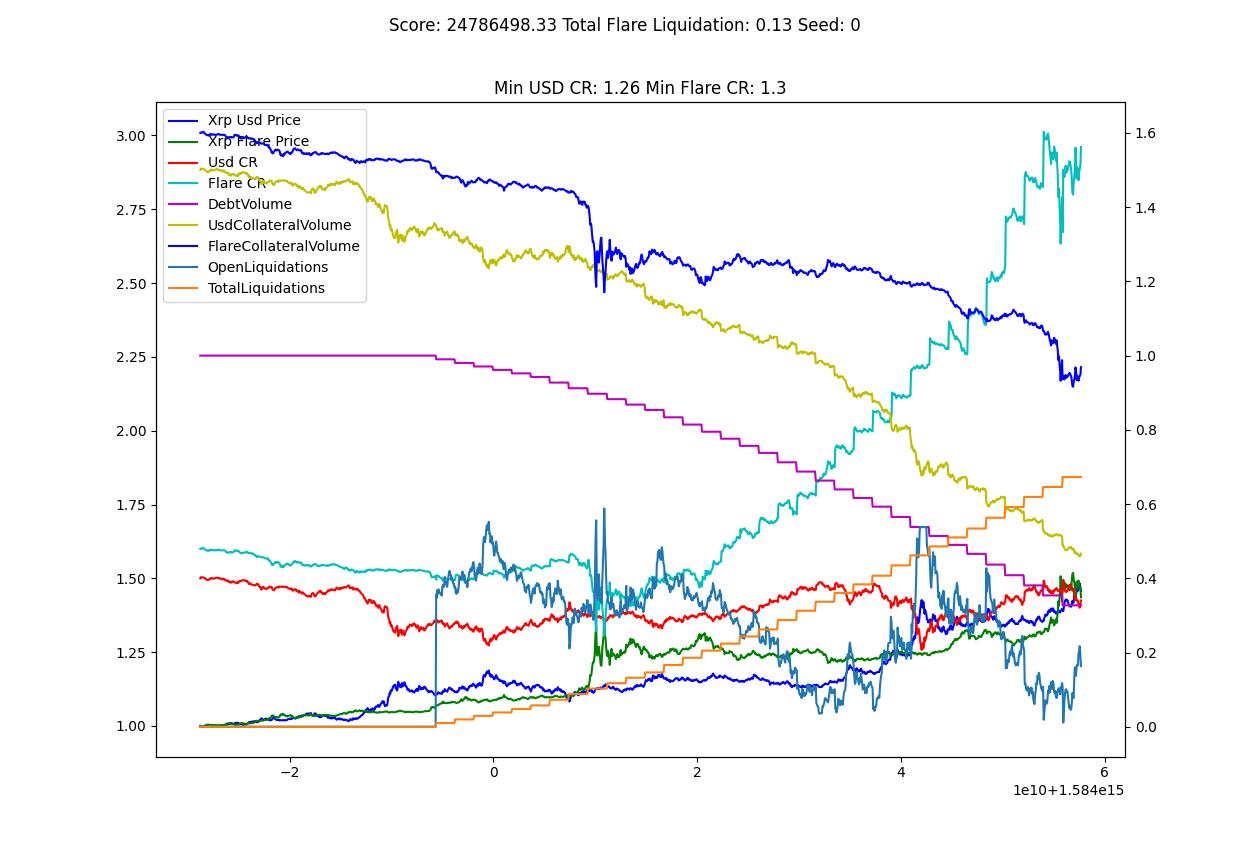 Score: 24786498.33 Total Flare Liquidation: 0.13 Seed: 0
Min USD CR: 1.26 Min Flare CR: 1.3
Xrp Usd Price
Xrp Flare Price
Usd CR
Flare CR
DebtVolume
UsdCollateralVolume
FlareCollateralVolume
OpenLiquidations
TotalLiquidations
3.00
2.75
2.50
2.25
2.00
1.75
1.50
1.25
1.00
1.6
1.4
1.2
1.0
0.8
0.6
0.4
0.2
0.0
−2 0 2 4 6
1e10+1.584e15